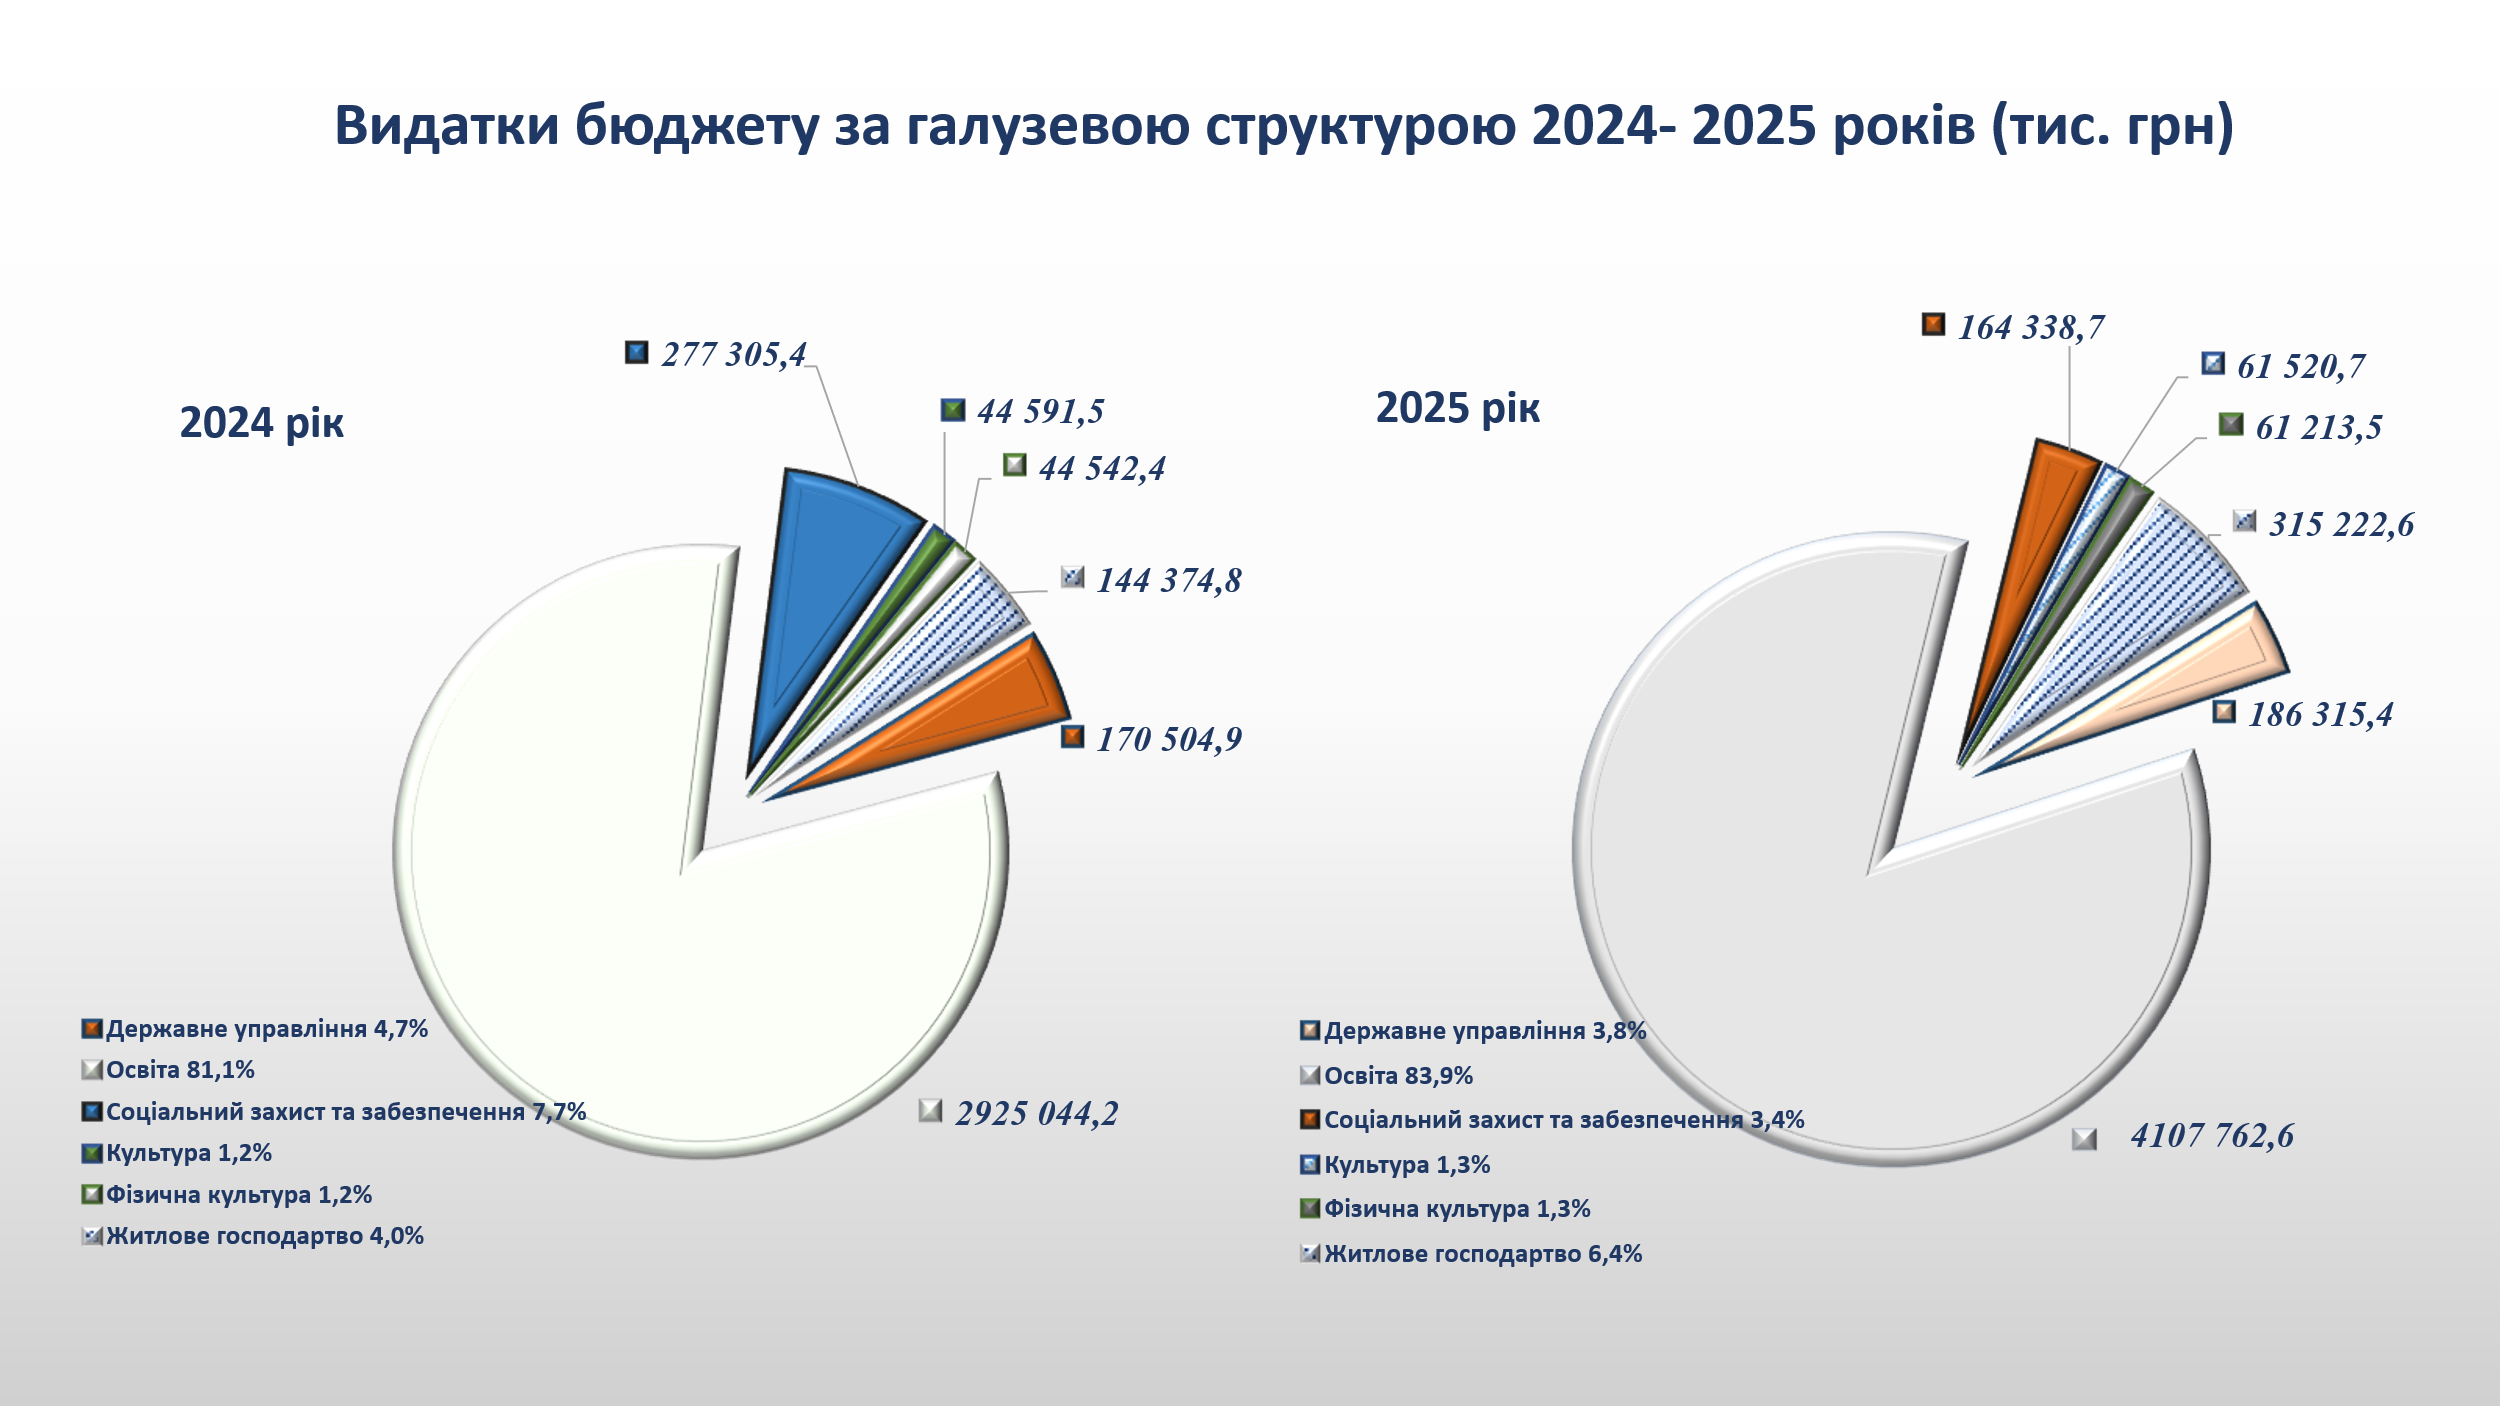 Видатки бюджету за галузевою структурою 2024- 2025 років (тис. грн)
2024 рік
277 305,4
44 591,5
44 542,4
144 374,8
170 504,9
2925 044,2
Державне управління 4,7%
Освіта 81,1%
Соціальний захист та забезпечення 7,7%
Культура 1,2%
Фізична культура 1,2%
Житлове господартво 4,0%
2025 рік
164 338,7
61 520,7
61 213,5
315 222,6
186 315,4
4107 762,6
Державне управління 3,8%
Освіта 83,9%
Соціальний захист та забезпечення 3,4%
Культура 1,3%
Фізична культура 1,3%
Житлове господартво 6,4%